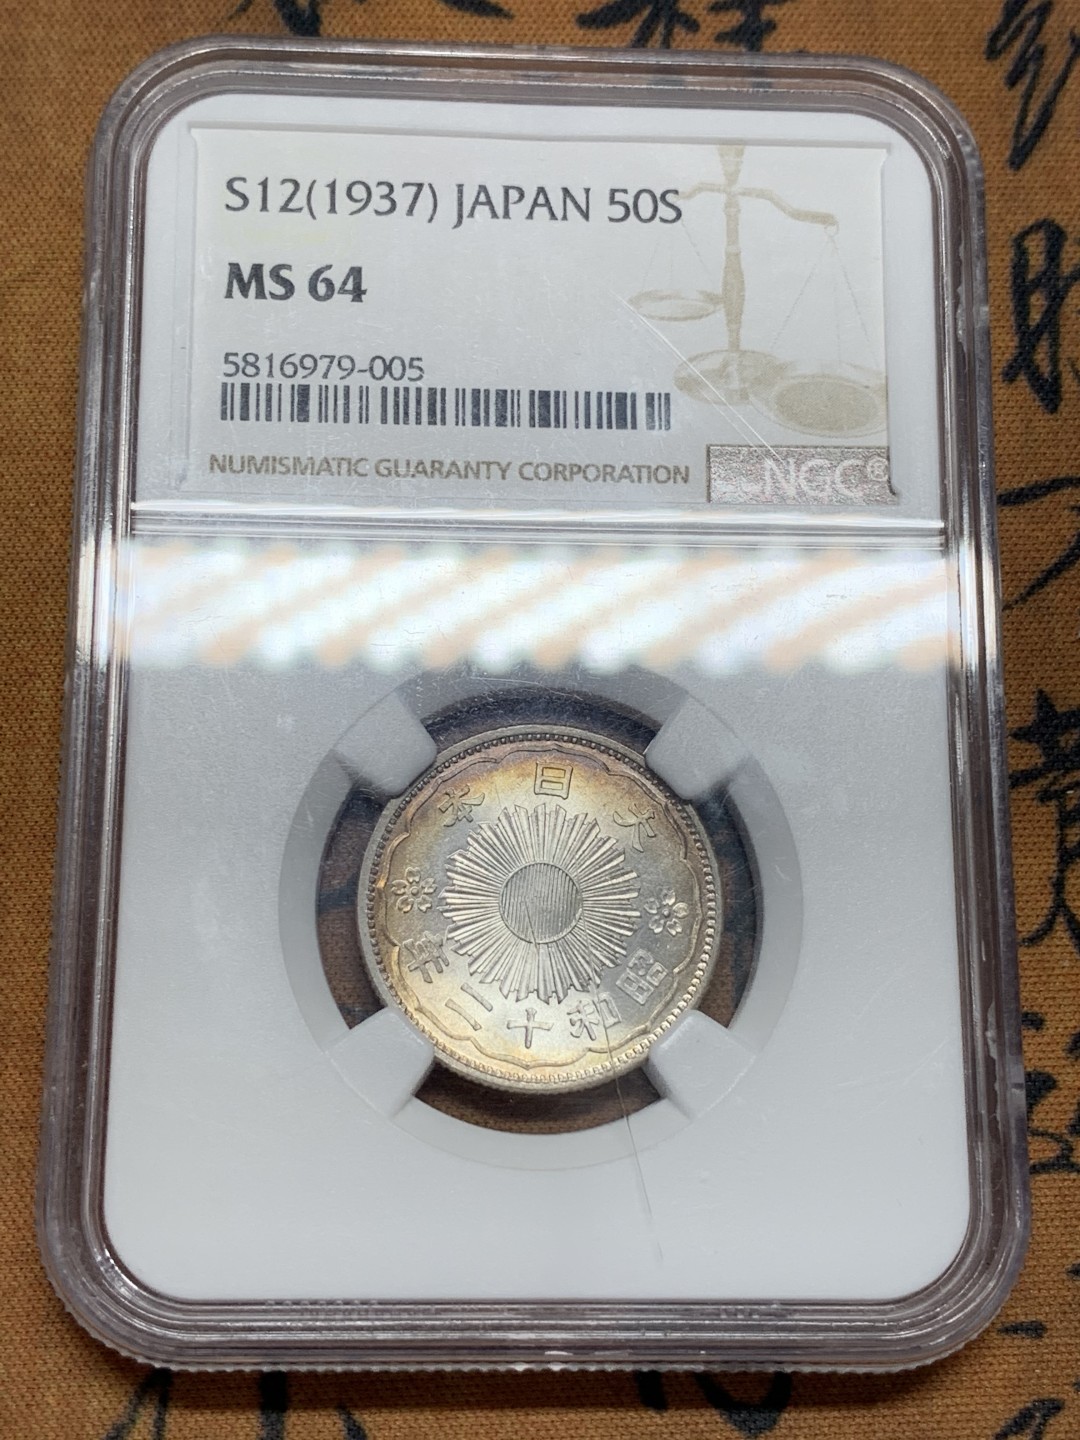 S12(1937) JAPAN 50S
MS 64
5816979-005
NUMISMATIC GUARANTY CORPORATION
NGC®
大日本
昭和十二年